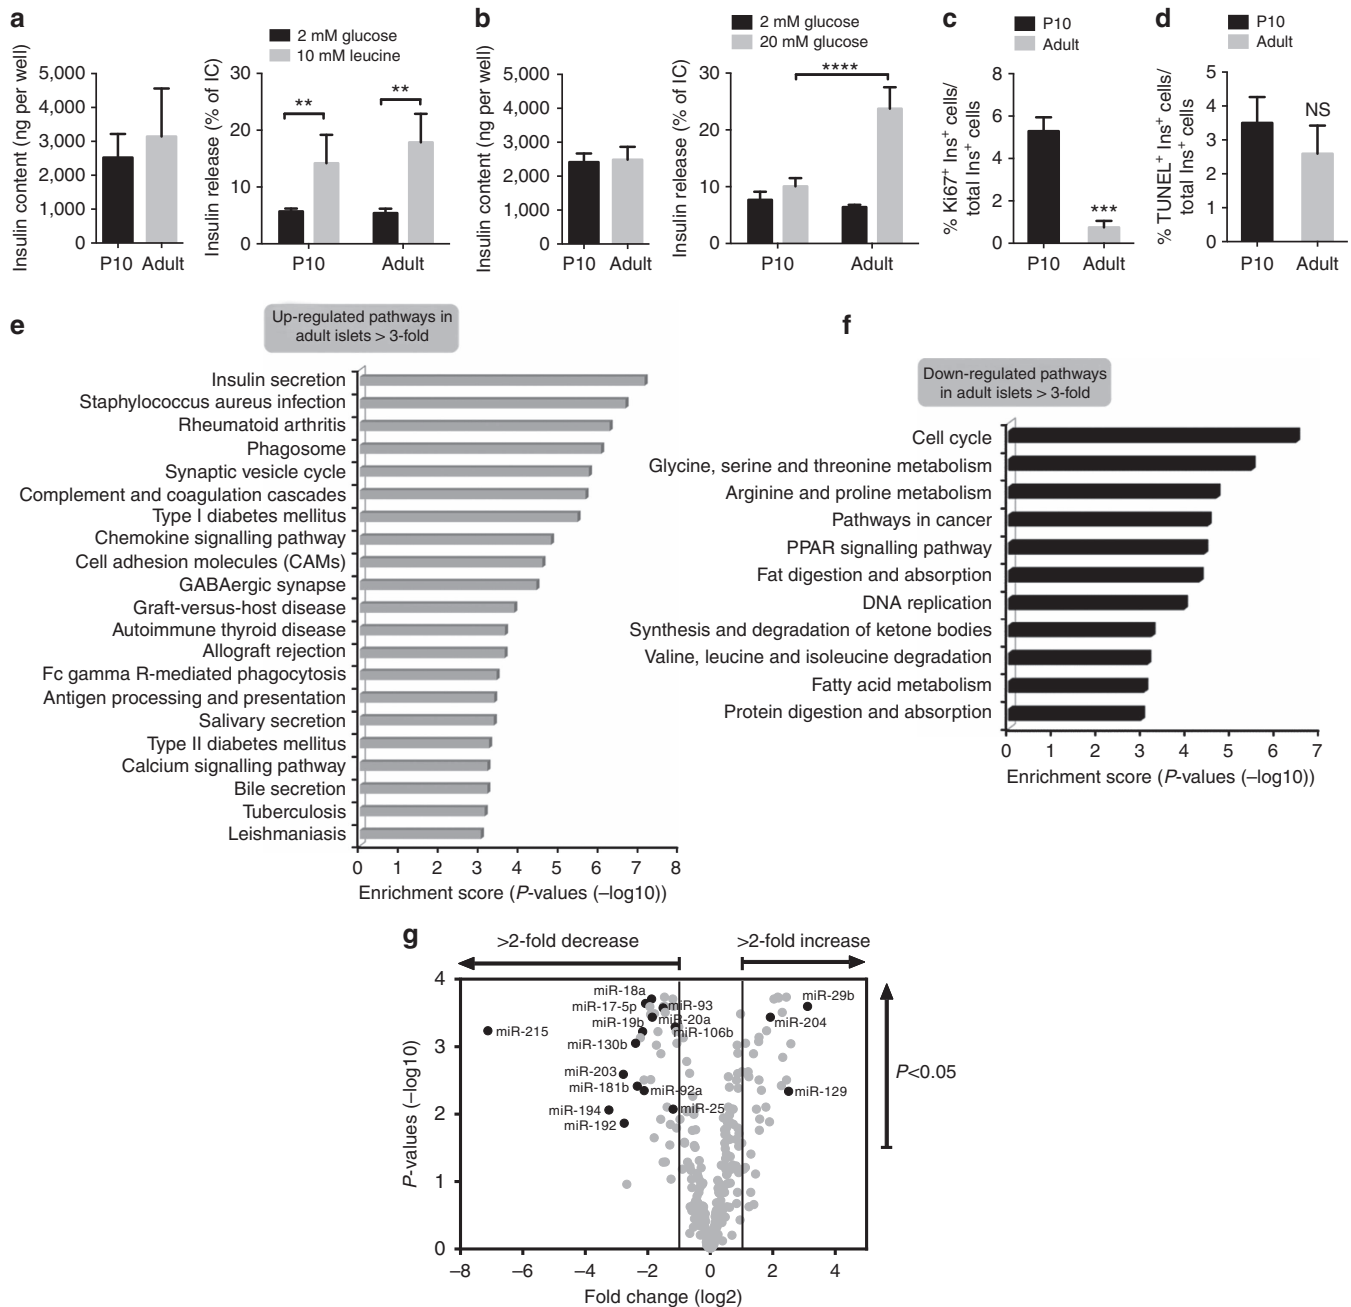 a
Insulin content (ng per well)
5,000
4,000
3,000
2,000
1,000
0
P10 Adult
2 mM glucose
10 mM leucine
Insulin release (% of IC)
30
20
10
0
**
**
P10
Adult
b
Insulin content (ng per well)
5,000
4,000
3,000
2,000
1,000
0
P10 Adult
2 mM glucose
20 mM glucose
Insulin release (% of IC)
30
20
10
0
****
P10
Adult
c
P10
Adult
% Ki67⁺ Ins⁺ cells/
total Ins⁺ cells
8
6
4
2
0
***
P10
Adult
d
P10
Adult
% TUNEL⁺ Ins⁺ cells/
total Ins⁺ cells
5
4
3
2
1
0
NS
P10
Adult
e
Up-regulated pathways in
adult islets > 3-fold
Insulin secretion
Staphylococcus aureus infection
Rheumatoid arthritis
Phagosome
Synaptic vesicle cycle
Complement and coagulation cascades
Type I diabetes mellitus
Chemokine signalling pathway
Cell adhesion molecules (CAMs)
GABAergic synapse
Graft-versus-host disease
Autoimmune thyroid disease
Allograft rejection
Fc gamma R-mediated phagocytosis
Antigen processing and presentation
Salivary secretion
Type II diabetes mellitus
Calcium signalling pathway
Bile secretion
Tuberculosis
Leishmaniasis
0 1 2 3 4 5 6 7 8
Enrichment score (P-values (–log10))
f
Down-regulated pathways
in adult islets > 3-fold
Cell cycle
Glycine, serine and threonine metabolism
Arginine and proline metabolism
Pathways in cancer
PPAR signalling pathway
Fat digestion and absorption
DNA replication
Synthesis and degradation of ketone bodies
Valine, leucine and isoleucine degradation
Fatty acid metabolism
Protein digestion and absorption
0 1 2 3 4 5 6 7
Enrichment score (P-values (–log10))
g
>2-fold decrease
>2-fold increase
P-values (–log10)
4
3
2
1
0
miR-18a
miR-17-5p
miR-93
miR-29b
miR-19b
miR-20a
miR-204
miR-215
miR-106b
miR-130b
miR-203
miR-181b
miR-92a
miR-129
miR-194
miR-25
miR-192
P<0.05
–8 –6 –4 –2 0 2 4
Fold change (log2)